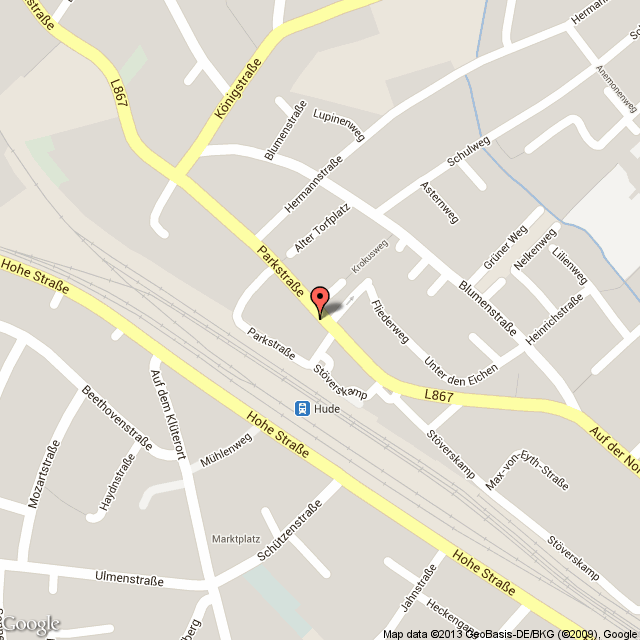 Hermann
straße
L867
Königstraße
Anemonenweg
Lupinenweg
Blumenstraße
Schulweg
Hermannstraße
Asternweg
Alter Torfplatz
Grüner Weg
Nelkenweg
Lilienweg
Krokusweg
Parkstraße
Hohe Straße
Blumenstraße
Heinrichstraße
Fliederweg
Parkstraße
Unter den Eichen
Stöverskamp
L867
Hude
Auf dem Klüterort
Beethovenstraße
Hohe Straße
Auf der Nor
Stöverskamp
Mühlenweg
Mozartstraße
Haydnstraße
Max-von-Eyth-Straße
Marktplatz
Schützenstraße
Stöverskamp
Hohe Straße
Ulmenstraße
Jahnstraße
Heckengang
berg
Google
Map data ©2013 GeoBasis-DE/BKG (©2009), Google